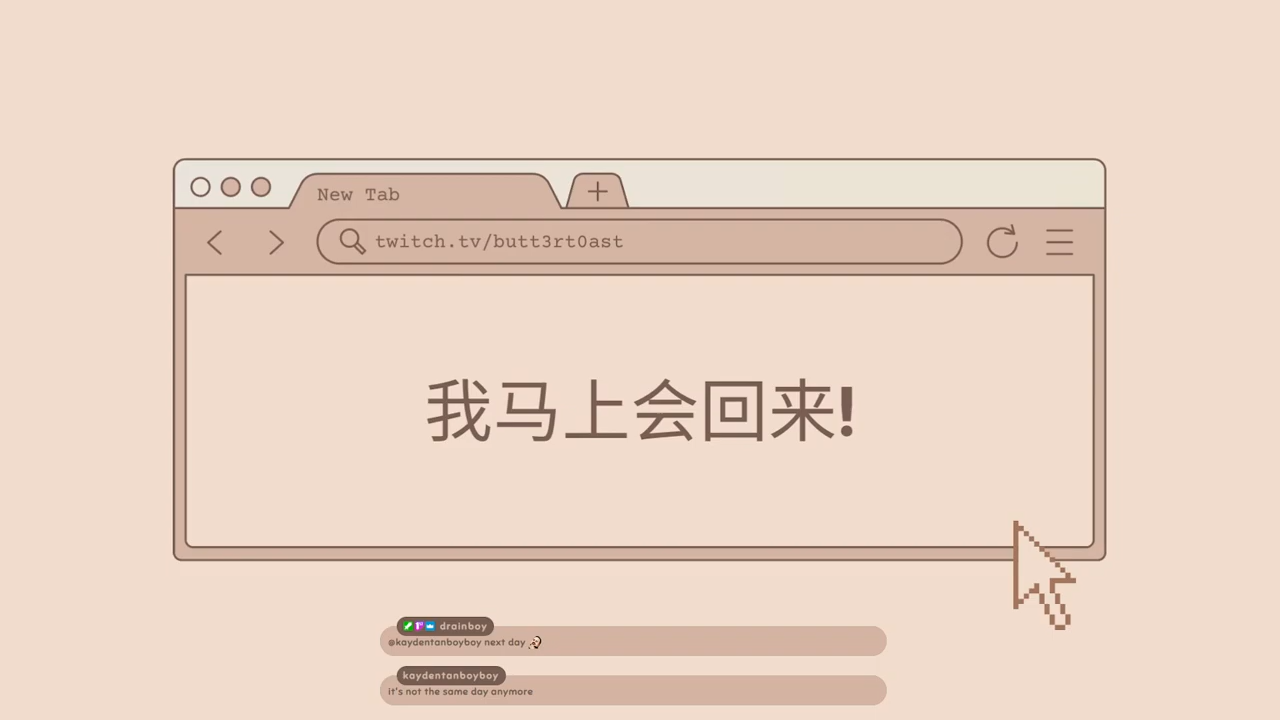 New Tab
twitch.tv/butt3rt0ast
我马上会回来!
drainboy
@kaydentanboyboy next day
kaydentanboyboy
it's not the same day anymore